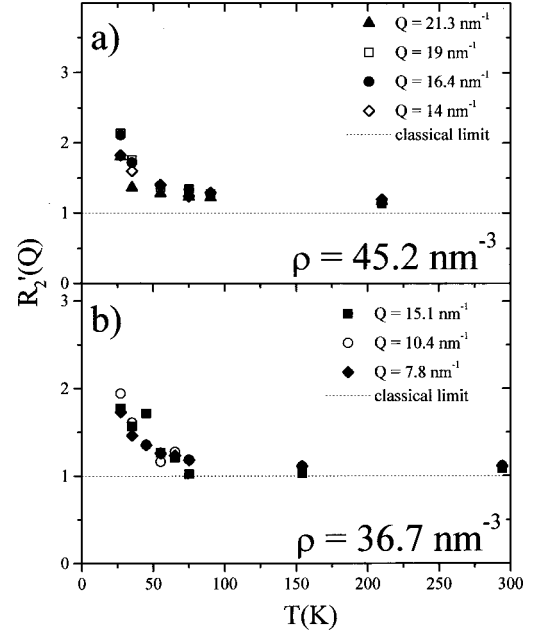 a)
Q = 21.3 nm⁻¹
Q = 19 nm⁻¹
Q = 16.4 nm⁻¹
Q = 14 nm⁻¹
classical limit
3
2
1
0
ρ = 45.2 nm⁻³
R₂'(Q)
b)
Q = 15.1 nm⁻¹
Q = 10.4 nm⁻¹
Q = 7.8 nm⁻¹
classical limit
3
2
1
0
ρ = 36.7 nm⁻³
0 50 100 150 200 250 300
T(K)